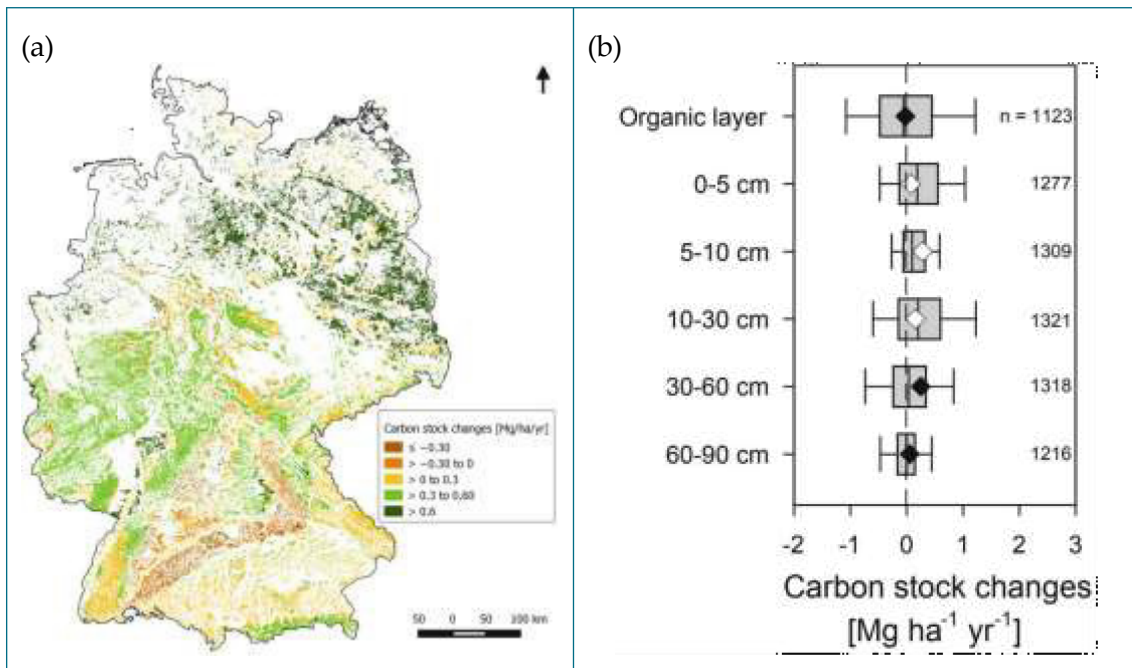 (a)
Carbon stock changes [Mg/ha/yr]
≤ −0.30
> −0.30 to 0
> 0 to 0.3
> 0.3 to 0.60
> 0.6
50 0 50 100 km
(b)
Organic layer n = 1123
0-5 cm 1277
5-10 cm 1309
10-30 cm 1321
30-60 cm 1318
60-90 cm 1216
-2 -1 0 1 2 3
Carbon stock changes
[Mg ha⁻¹ yr⁻¹]